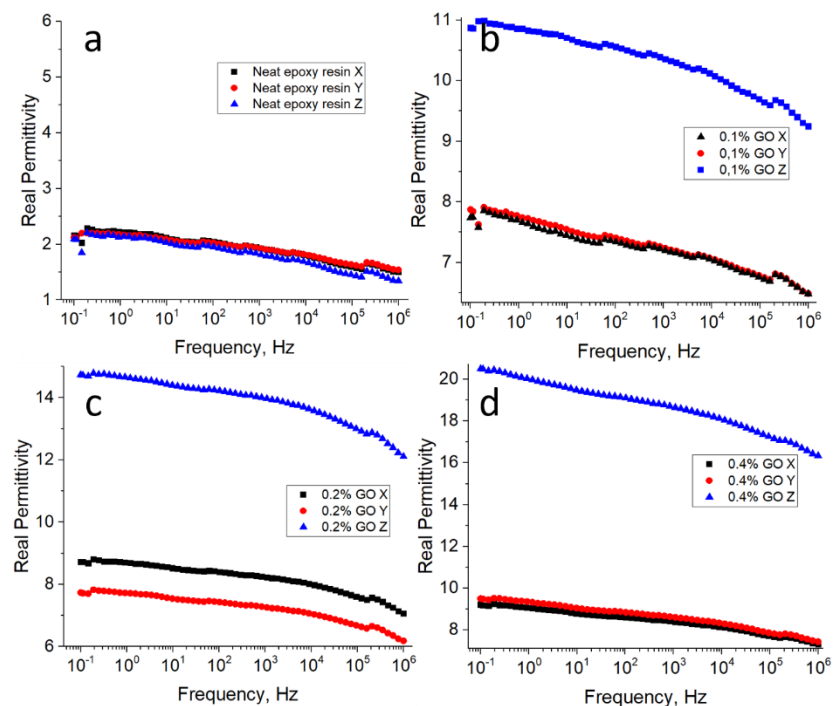 a
Neat epoxy resin X
Neat epoxy resin Y
Neat epoxy resin Z
Real Permittivity
6
5
4
3
2
1
10⁻¹ 10⁰ 10¹ 10² 10³ 10⁴ 10⁵ 10⁶
Frequency, Hz
b
0.1% GO X
0,1% GO Y
0,1% GO Z
Real Permittivity
11
10
9
8
7
10⁻¹ 10⁰ 10¹ 10² 10³ 10⁴ 10⁵ 10⁶
Frequency, Hz
c
0.2% GO X
0.2% GO Y
0.2% GO Z
Real Permittivity
14
12
10
8
6
10⁻¹ 10⁰ 10¹ 10² 10³ 10⁴ 10⁵ 10⁶
Frequency, Hz
d
0.4% GO X
0.4% GO Y
0.4% GO Z
Real Permittivity
20
18
16
14
12
10
8
10⁻¹ 10⁰ 10¹ 10² 10³ 10⁴ 10⁵ 10⁶
Frequency, Hz